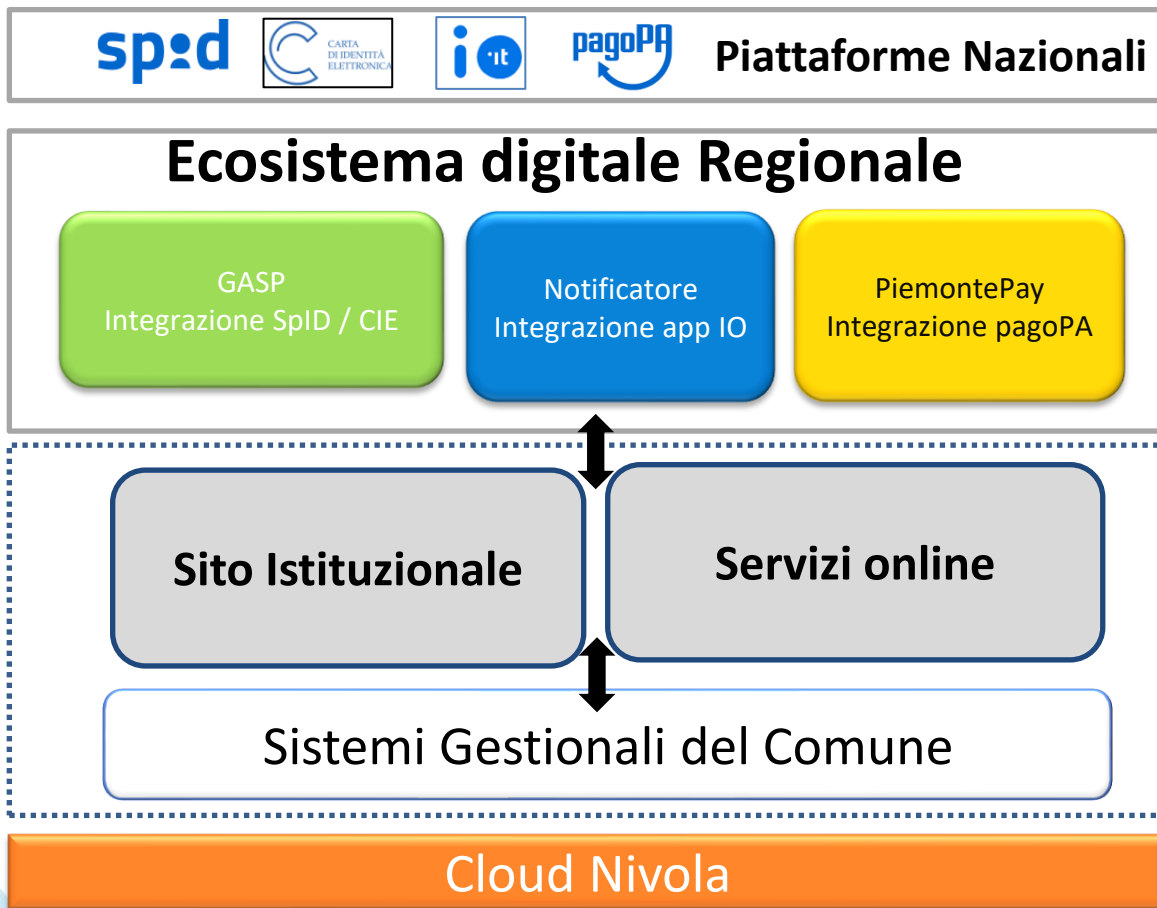 spid
CARTA
DI IDENTITÀ
ELETTRONICA
io.it
pagoPA
Piattaforme Nazionali
Ecosistema digitale Regionale
GASP
Integrazione SpID / CIE
Notificatore
Integrazione app IO
PiemontePay
Integrazione pagoPA
Sito Istituzionale
Servizi online
Sistemi Gestionali del Comune
Cloud Nivola